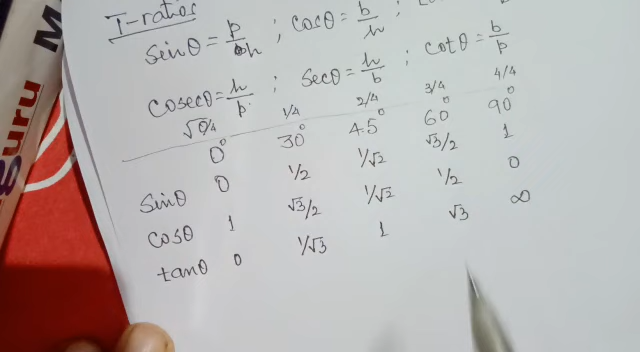 T-ratios
sinθ = p/h ; cosθ = b/h ;
cosecθ = h/p ; secθ = h/b ; cotθ = b/p
√0/4 1/4 2/4 3/4 4/4
0° 30° 45° 60° 90°
sinθ 0 1/2 1/√2 √3/2 1
cosθ 1 √3/2 1/√2 1/2 0
tanθ 0 1/√3 1 √3 ∞
guru M